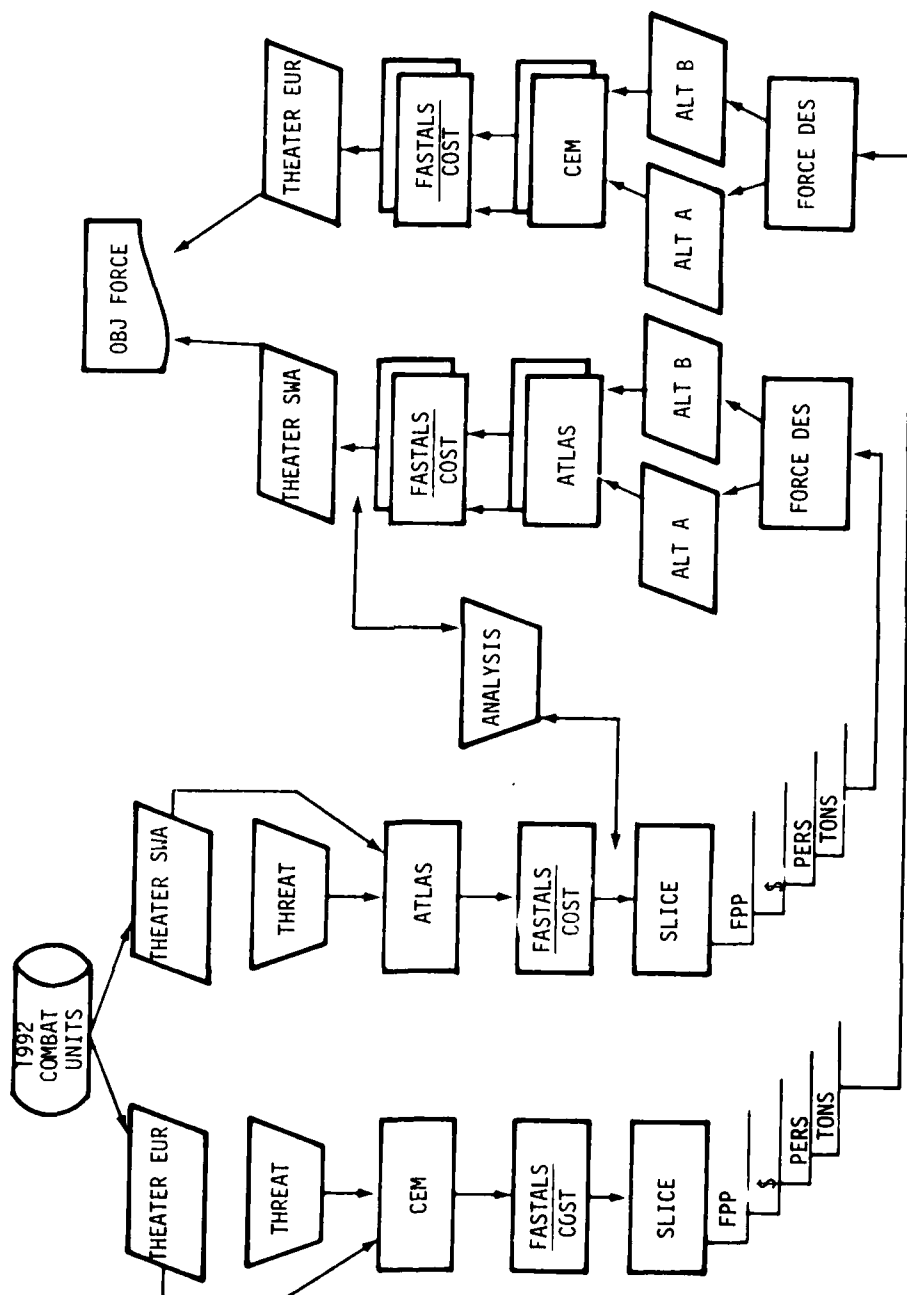 1992
COMBAT
UNITS
THEATER EUR
THREAT
CEM
FASTALS
COST
SLICE
FPP
$
PERS
TONS
THEATER SWA
THREAT
ATLAS
FASTALS
COST
SLICE
FPP
$
PERS
TONS
ANALYSIS
OBJ FORCE
THEATER SWA
FASTALS
COST
ATLAS
ALT A
ALT B
FORCE DES
THEATER EUR
FASTALS
COST
CEM
ALT A
ALT B
FORCE DES